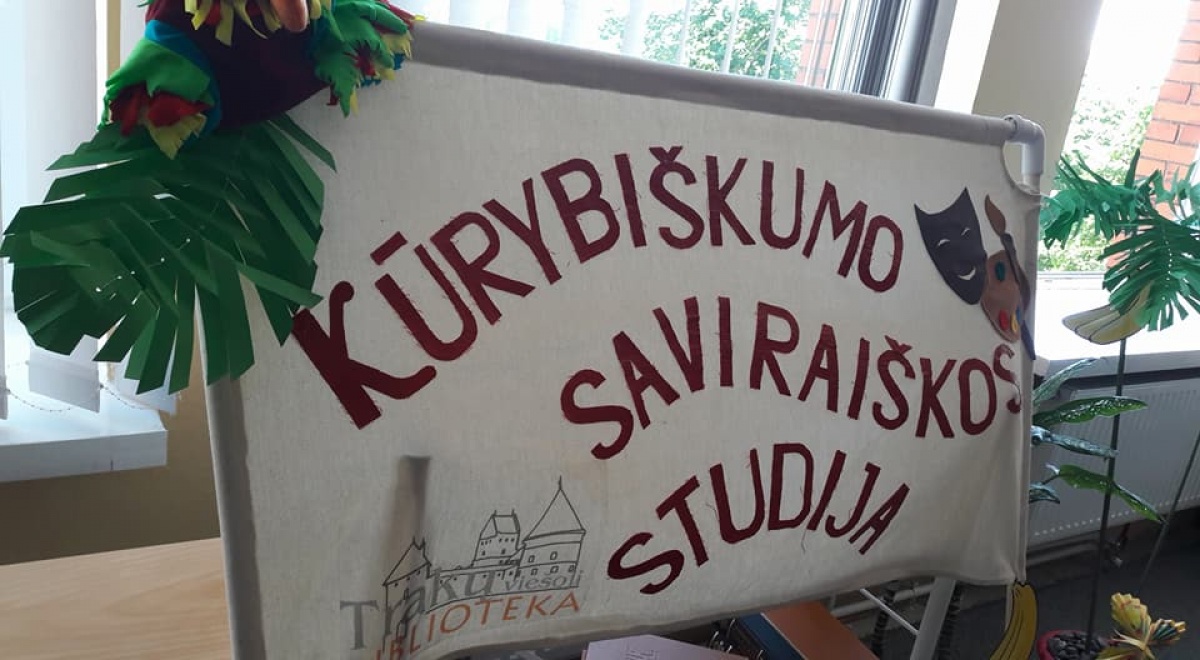 KŪRYBIŠKUMO
SAVIRAIŠKOS
STUDIJA
Trakų
viešoji
BIBLIOTEKA